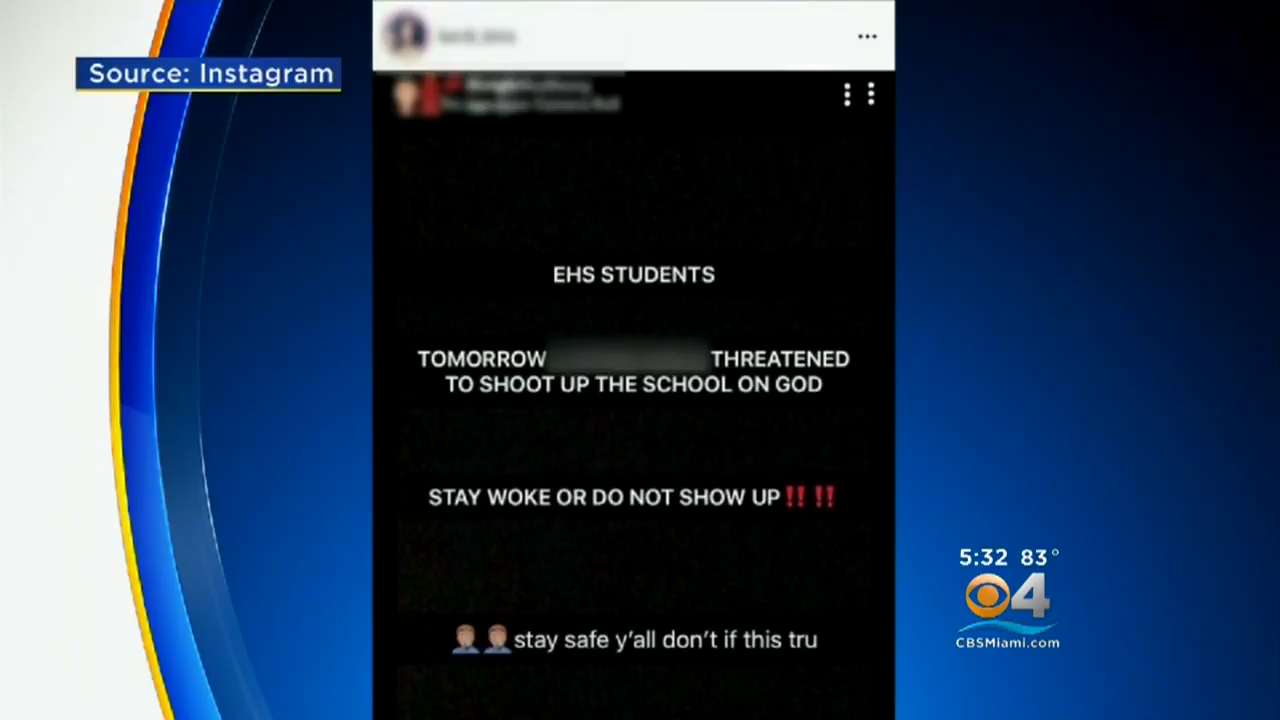 Source: Instagram
EHS STUDENTS
TOMORROW THREATENED
TO SHOOT UP THE SCHOOL ON GOD
STAY WOKE OR DO NOT SHOW UP‼️ ‼️
🤦🏽‍♂️🤦🏽‍♂️stay safe y'all don't if this tru
5:32 83°
4
CBSMiami.com